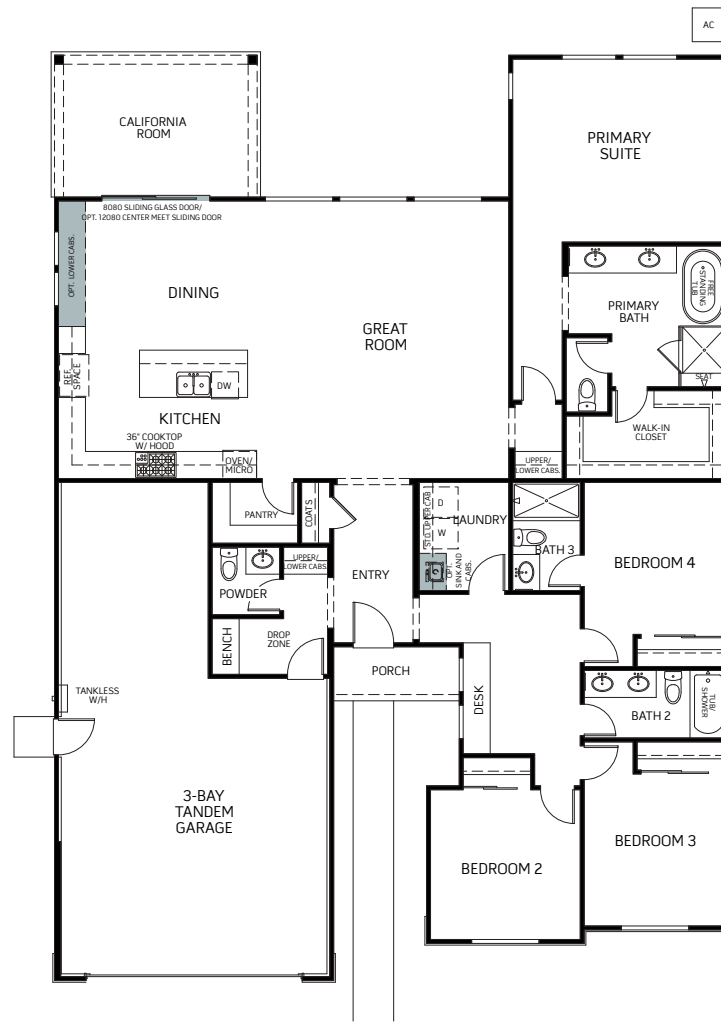 AC
CALIFORNIA
ROOM
PRIMARY
SUITE
8080 SLIDING GLASS DOOR/
OPT. 12080 CENTER MEET SLIDING DOOR
OPT. LOWER CABS.
DINING
FREE
STANDING
TUB
PRIMARY
BATH
GREAT
ROOM
REF.
SPACE
DW
SEAT
KITCHEN
36" COOKTOP
W/ HOOD
OVEN/
MICRO
WALK-IN
CLOSET
UPPER/
LOWER CABS.
PANTRY
COATS
STD. UPPER CAB
D
W
LAUNDRY
OPT.
SINK AND
CABS.
BATH 3
BEDROOM 4
UPPER/
LOWER CABS.
ENTRY
POWDER
BENCH
DROP
ZONE
PORCH
DESK
TANKLESS
W/H
BATH 2
TUB/
SHOWER
3-BAY
TANDEM
GARAGE
BEDROOM 2
BEDROOM 3